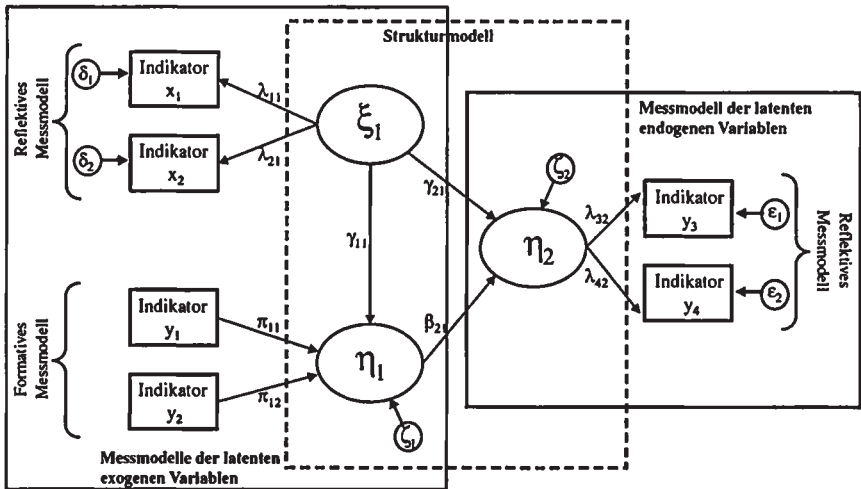 Strukturmodell
Reflektives
Messmodell
δ₁
Indikator
x₁
λ₁₁
δ₂
Indikator
x₂
λ₂₁
ξ₁
γ₂₁
γ₁₁
Messmodell der latenten
endogenen Variablen
ζ₂
η₂
λ₃₂
Indikator
y₃
ε₁
λ₄₂
Indikator
y₄
ε₂
Reflektives
Messmodell
Formatives
Messmodell
Indikator
y₁
π₁₁
Indikator
y₂
π₁₂
η₁
β₂₁
ζ₁
Messmodelle der latenten
exogenen Variablen